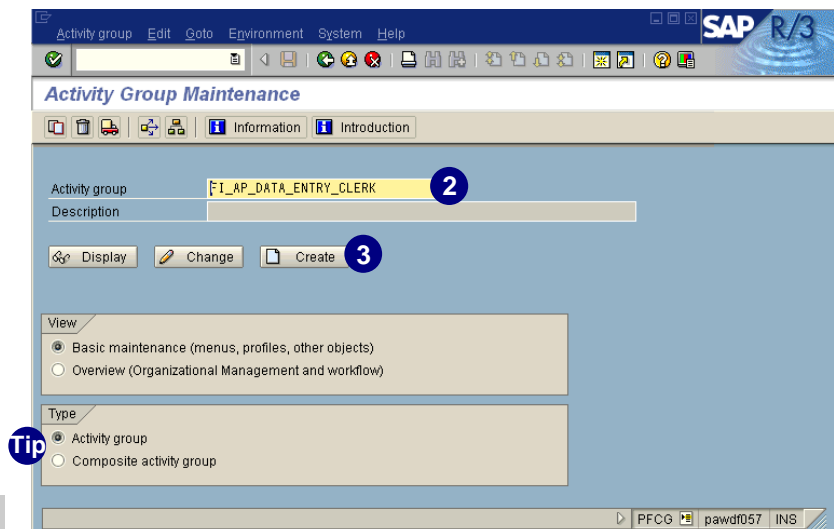 Activity group Edit Goto Environment System Help
SAP R/3
Activity Group Maintenance
Information Introduction
Activity group FI_AP_DATA_ENTRY_CLERK 2
Description
Display Change Create 3
View
Basic maintenance (menus, profiles, other objects)
Overview (Organizational Management and workflow)
Type
Tip Activity group
Composite activity group
PFCG pawdf057 INS